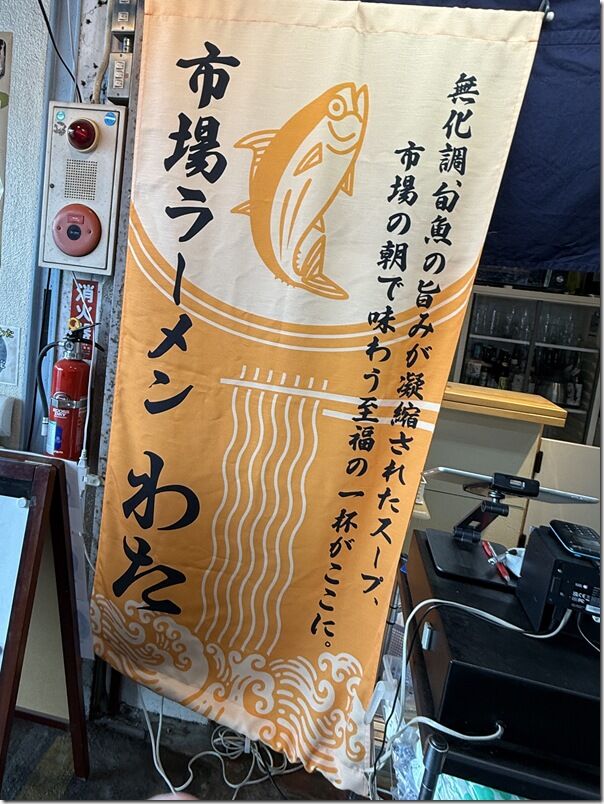 無化調、旬魚の旨みが凝縮されたスープ、
市場の朝で味わう至福の一杯がここに。
市場ラーメン わた
消火